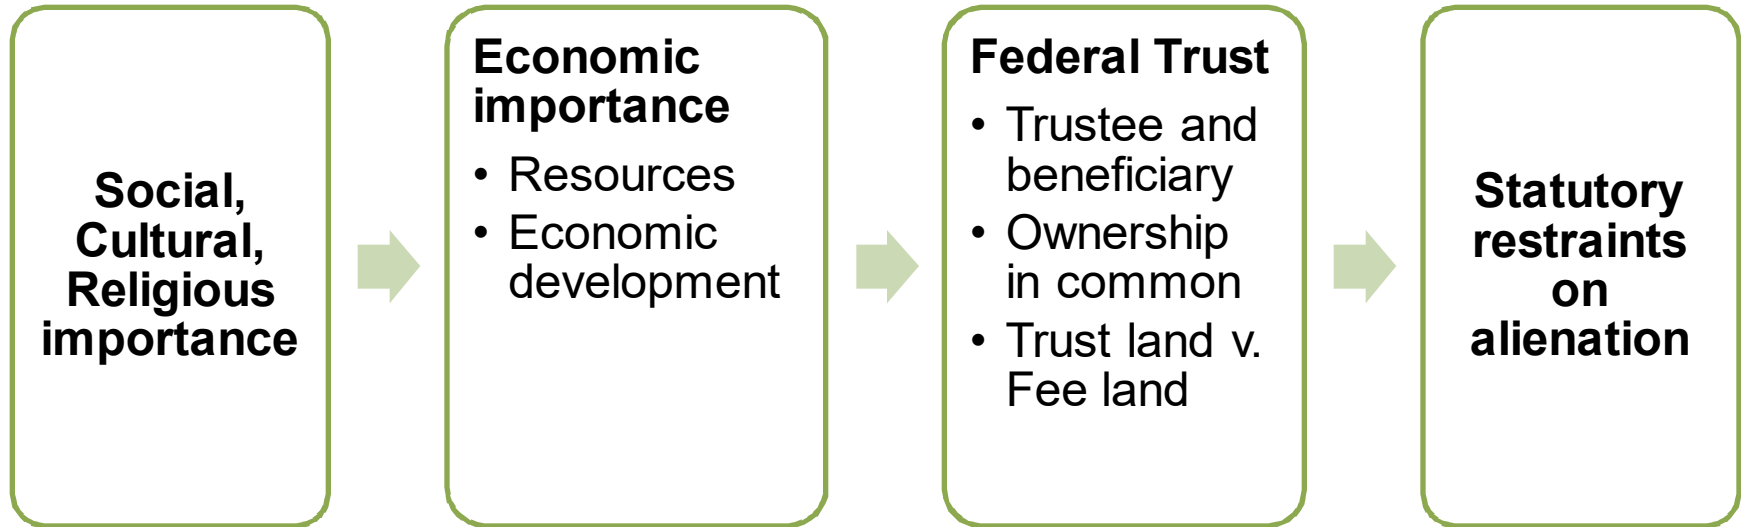 Social,
Cultural,
Religious
importance
Economic
importance
• Resources
• Economic
development
Federal Trust
• Trustee and
beneficiary
• Ownership
in common
• Trust land v.
Fee land
Statutory
restraints
on
alienation